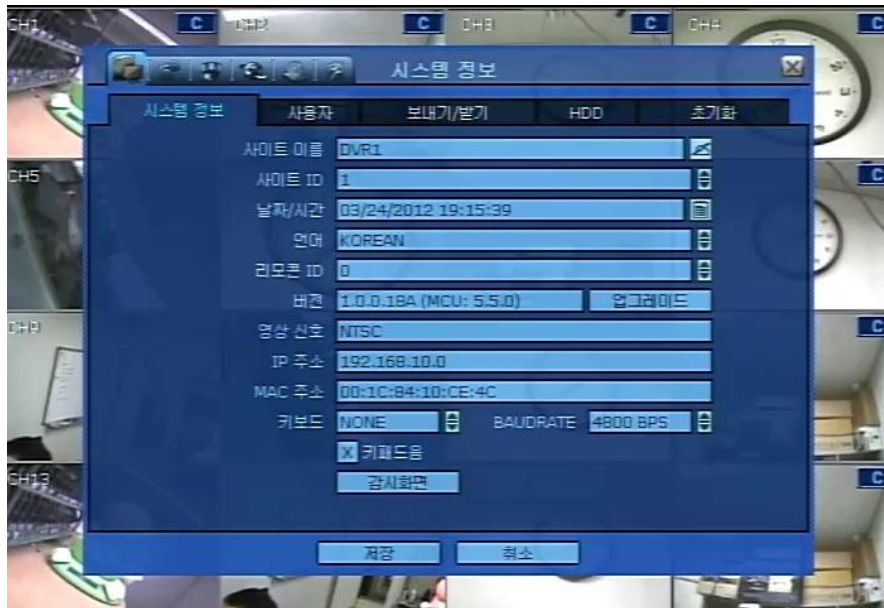 CH1 C CH2 C CH3 C CH4 C
시스템 정보
시스템 정보 사용자 보내기/받기 HDD 초기화
사이트 이름 DVR1
사이트 ID 1
CH5 C
날짜/시간 03/24/2012 19:15:39
언어 KOREAN
리모콘 ID 0
버전 1.0.0.18A (MCU: 5.5.0) 업그레이드
CH9 C
영상 신호 NTSC
IP 주소 192.168.10.0
MAC 주소 00:1C:84:10:CE:4C
키보드 NONE BAUDRATE 4800 BPS
X 키패드음
CH13 C
감시화면
저장 취소